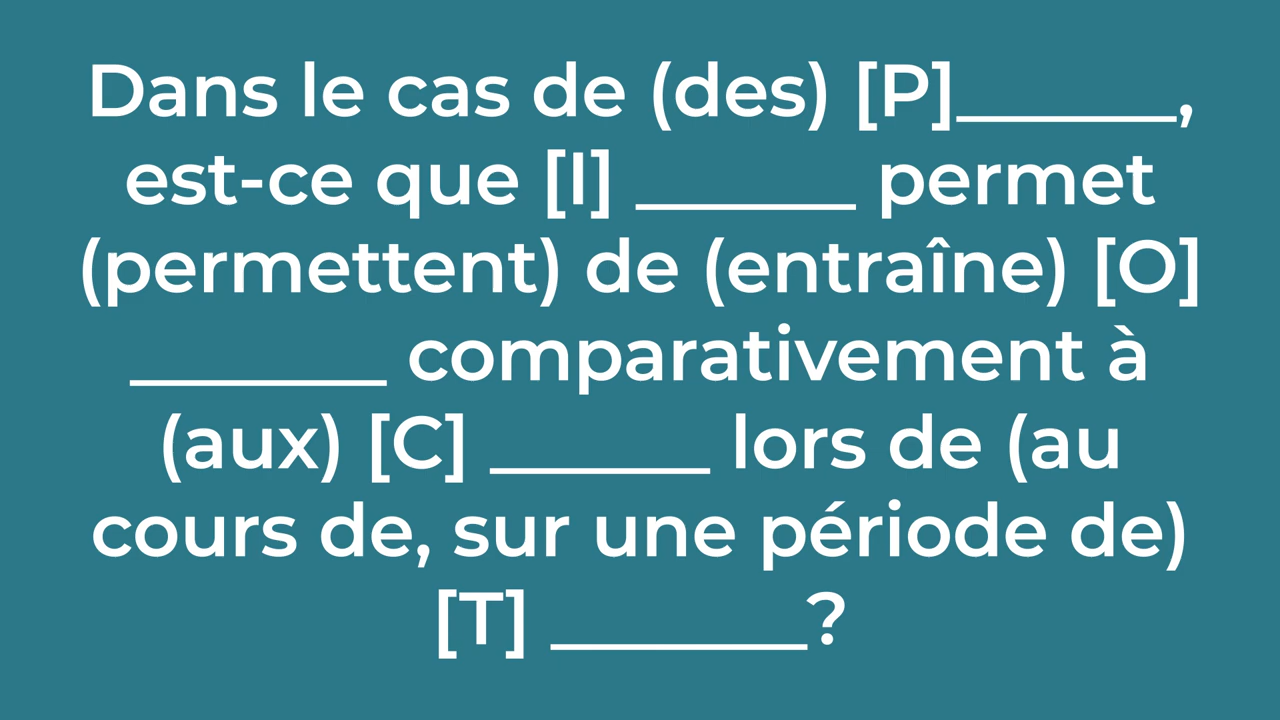 Dans le cas de (des) [P]______,
est-ce que [I] ______ permet
(permettent) de (entraîne) [O]
_______ comparativement à
(aux) [C] ______ lors de (au
cours de, sur une période de)
[T] _______?